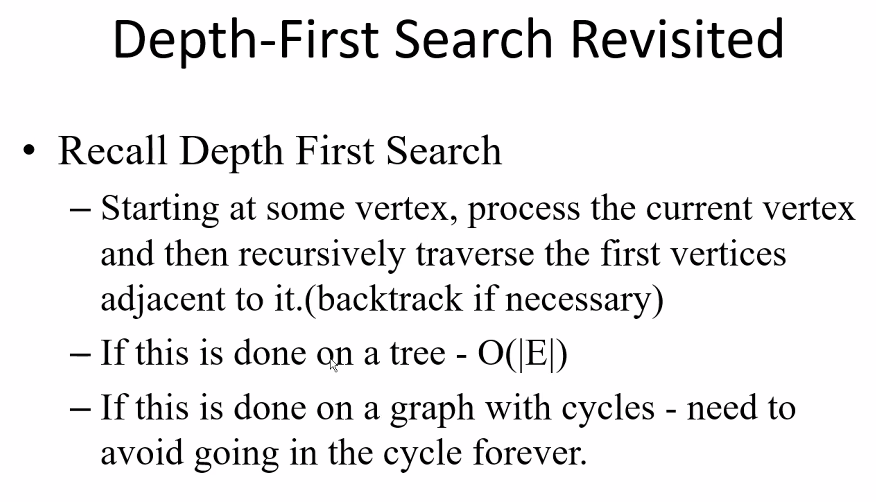 Depth-First Search Revisited
• Recall Depth First Search
– Starting at some vertex, process the current vertex
and then recursively traverse the first vertices
adjacent to it.(backtrack if necessary)
– If this is done on a tree - O(|E|)
– If this is done on a graph with cycles - need to
avoid going in the cycle forever.